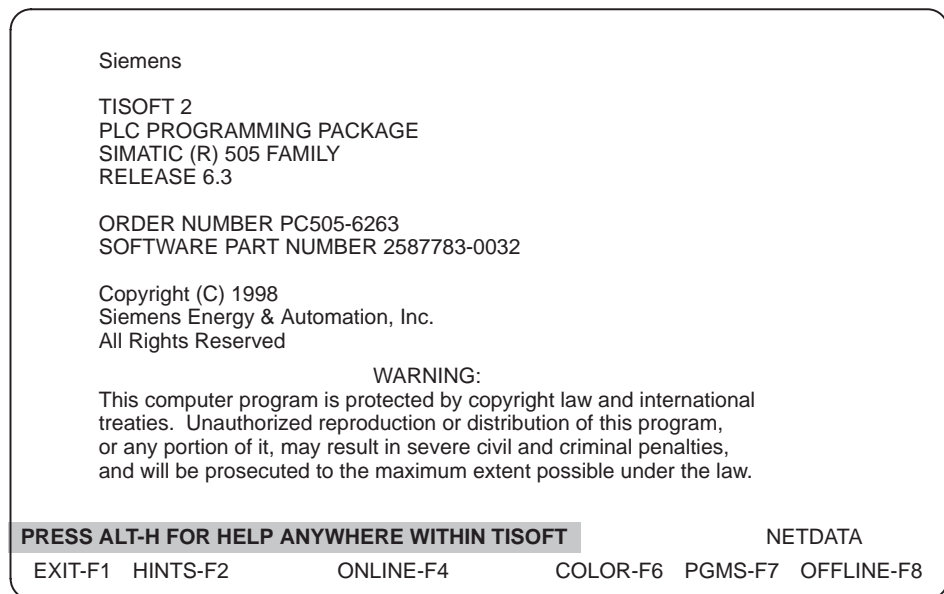 Siemens
TISOFT 2
PLC PROGRAMMING PACKAGE
SIMATIC (R) 505 FAMILY
RELEASE 6.3
ORDER NUMBER PC505-6263
SOFTWARE PART NUMBER 2587783-0032
Copyright (C) 1998
Siemens Energy & Automation, Inc.
All Rights Reserved
WARNING:
This computer program is protected by copyright law and international
treaties. Unauthorized reproduction or distribution of this program,
or any portion of it, may result in severe civil and criminal penalties,
and will be prosecuted to the maximum extent possible under the law.
PRESS ALT-H FOR HELP ANYWHERE WITHIN TISOFT NETDATA
EXIT-F1 HINTS-F2 ONLINE-F4 COLOR-F6 PGMS-F7 OFFLINE-F8